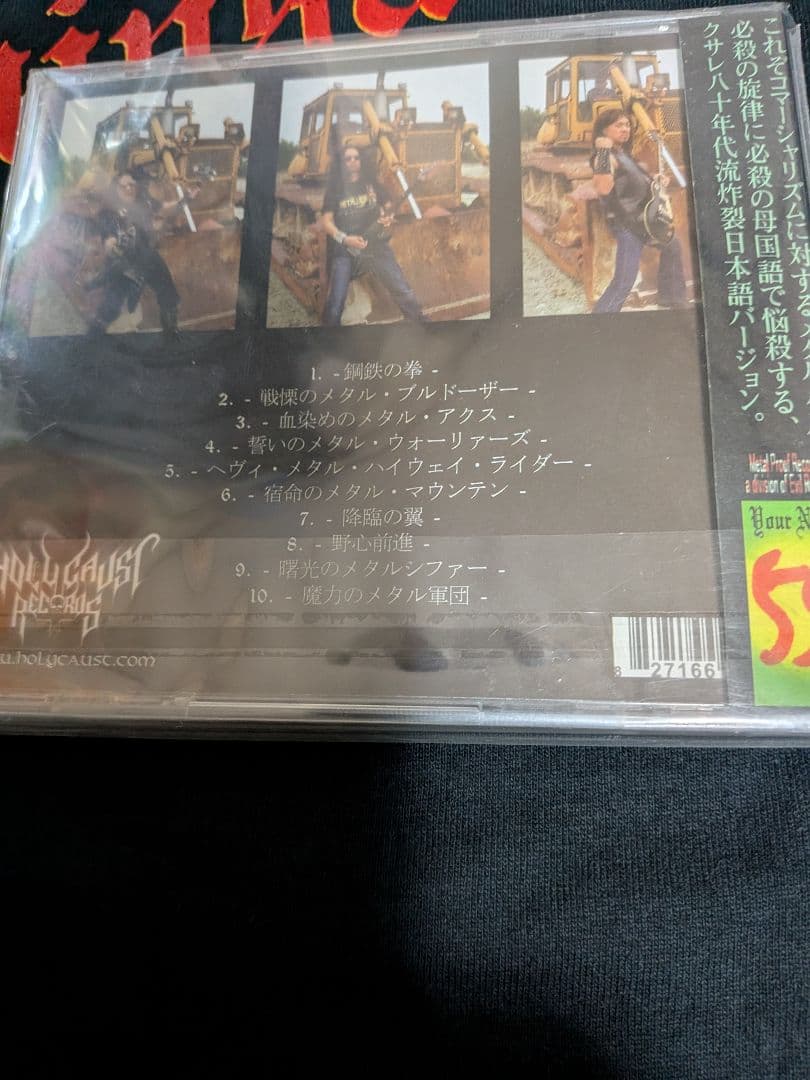 これぞコマーシャリズムに対する
必殺の旋律に必殺の母国語で悩殺する、
クサレ八十年代流炸裂日本語バージョン。
1. - 鋼鉄の拳 -
2. - 戦慄のメタル・ブルドーザー -
3. - 血染めのメタル・アクス -
4. - 誓いのメタル・ウォーリァーズ -
5. - ヘヴィ・メタル・ハイウェイ・ライダー -
6. - 宿命のメタル・マウンテン -
7. - 降臨の翼 -
8. - 野心前進 -
9. - 曙光のメタルシファー -
10. - 魔力のメタル軍団 -
HOLYCAUST
RECORDS
.holycaust.com
8 27166
Metal Proof
a division of Evil
Your